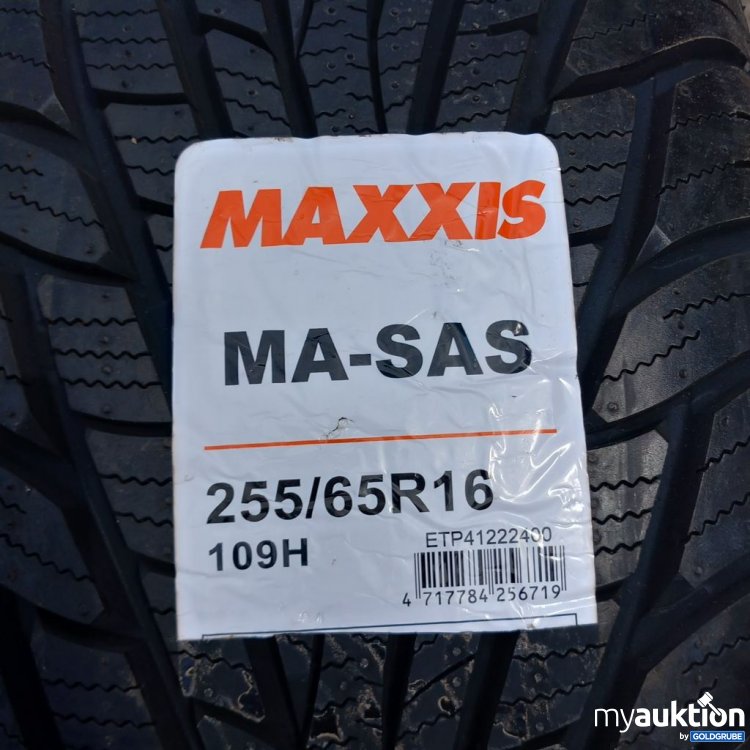 MAXXIS
MA-SAS
255/65R16
109H
ETP41222400
4 717784 256719
myauktion
by GOLDGRUBE